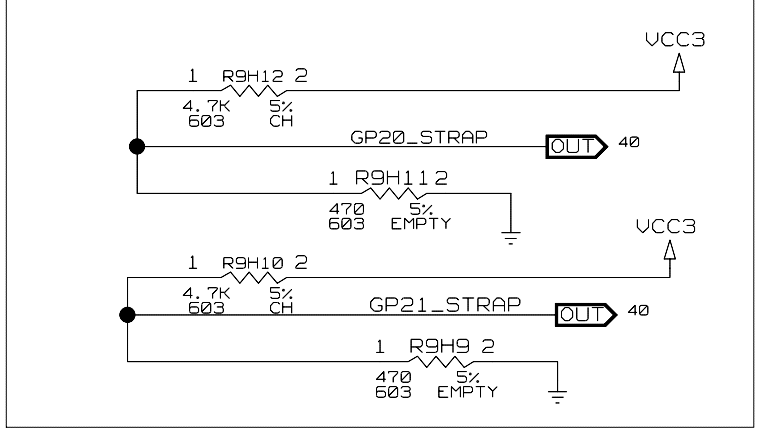 VCC3
1 R9H12 2
4.7K 5%
603 CH
GP20_STRAP OUT 40
1 R9H11 2
470 5%
603 EMPTY
VCC3
1 R9H10 2
4.7K 5%
603 CH
GP21_STRAP OUT 40
1 R9H9 2
470 5%
603 EMPTY